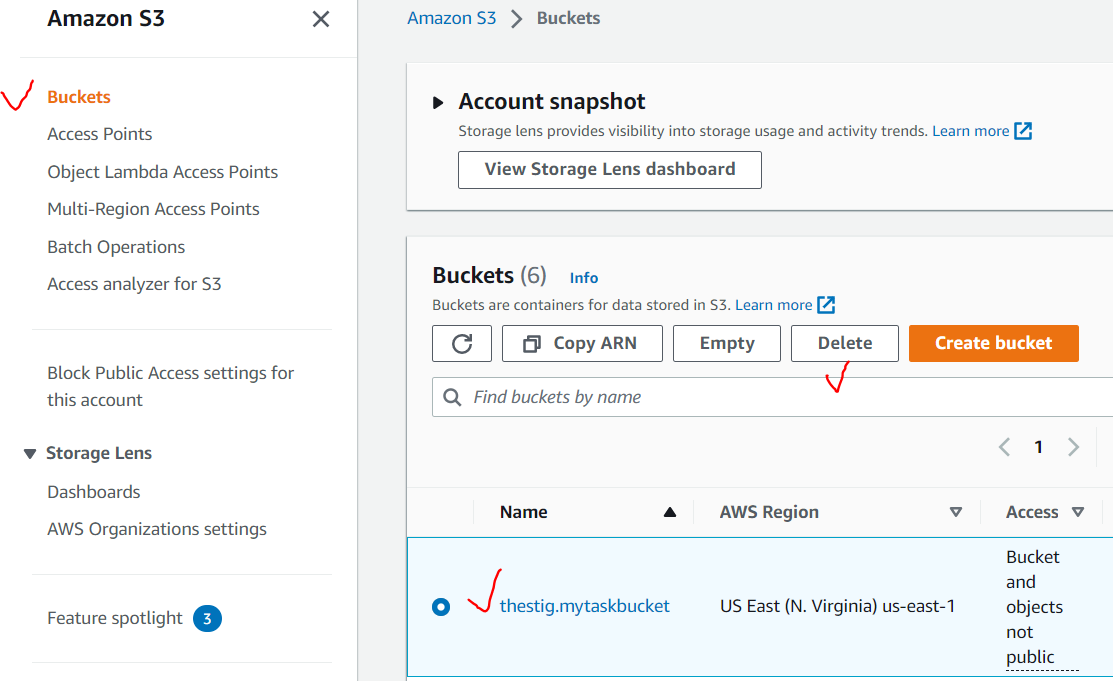 Amazon S3
Buckets
Access Points
Object Lambda Access Points
Multi-Region Access Points
Batch Operations
Access analyzer for S3
Block Public Access settings for
this account
Storage Lens
Dashboards
AWS Organizations settings
Feature spotlight 3
Amazon S3 > Buckets
Account snapshot
Storage lens provides visibility into storage usage and activity trends. Learn more
View Storage Lens dashboard
Buckets (6) Info
Buckets are containers for data stored in S3. Learn more
Copy ARN Empty Delete Create bucket
Find buckets by name
1
Name AWS Region Access
thestig.mytaskbucket US East (N. Virginia) us-east-1 Bucket
and
objects
not
public